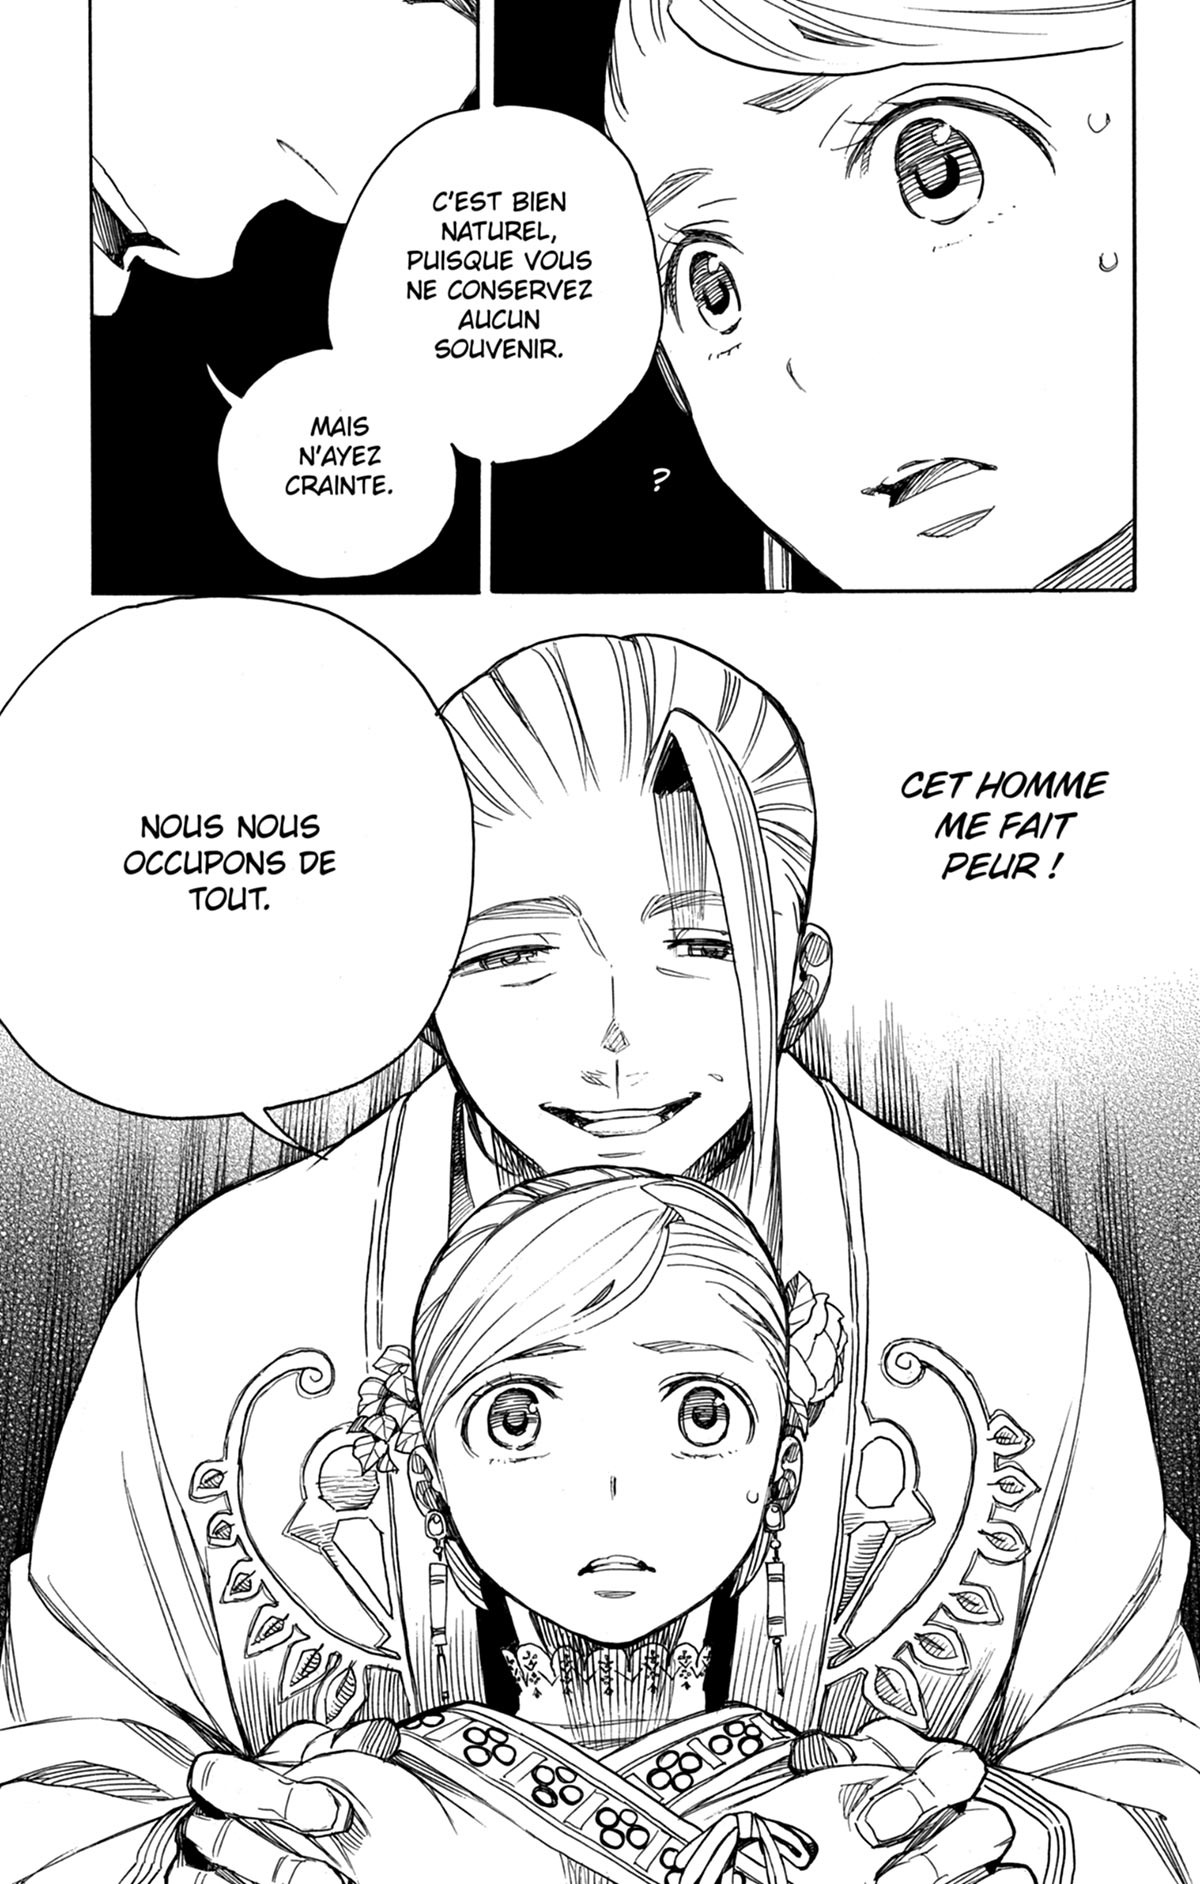 C'EST BIEN
NATUREL,
PUISQUE VOUS
NE CONSERVEZ
AUCUN
SOUVENIR.
MAIS
N'AYEZ
CRAINTE.
?
NOUS NOUS
OCCUPONS DE
TOUT.
CET HOMME
ME FAIT
PEUR !